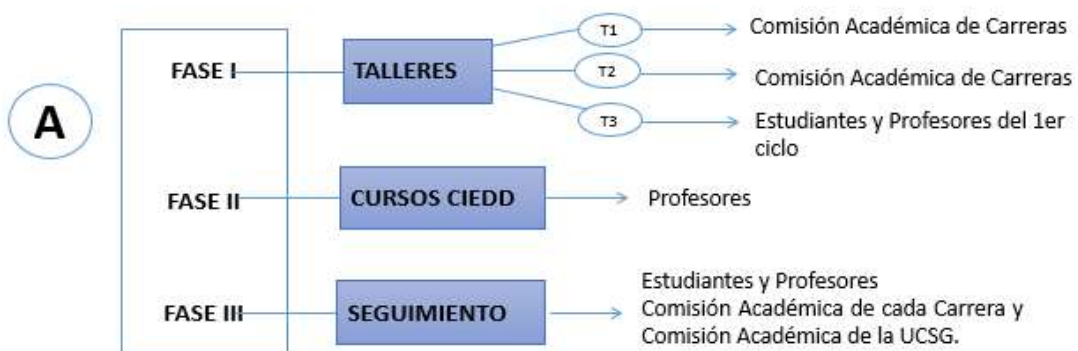 A
FASE I
TALLERES
T1
Comisión Académica de Carreras
T2
Comisión Académica de Carreras
T3
Estudiantes y Profesores del 1er
ciclo
FASE II
CURSOS CIEDD
Profesores
FASE III
SEGUIMIENTO
Estudiantes y Profesores
Comisión Académica de cada Carrera y
Comisión Académica de la UCSG.